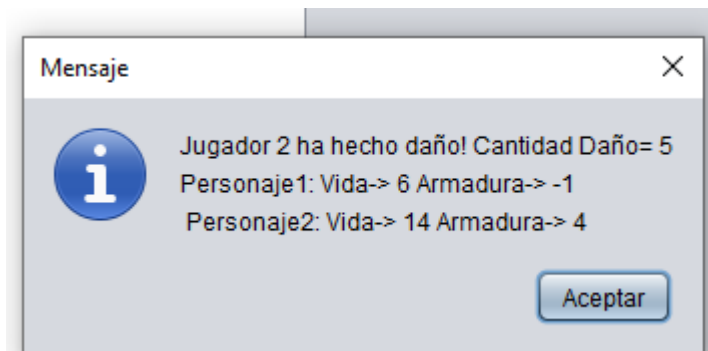 Mensaje
Jugador 2 ha hecho daño! Cantidad Daño= 5
Personaje1: Vida-> 6 Armadura-> -1
Personaje2: Vida-> 14 Armadura-> 4
Aceptar